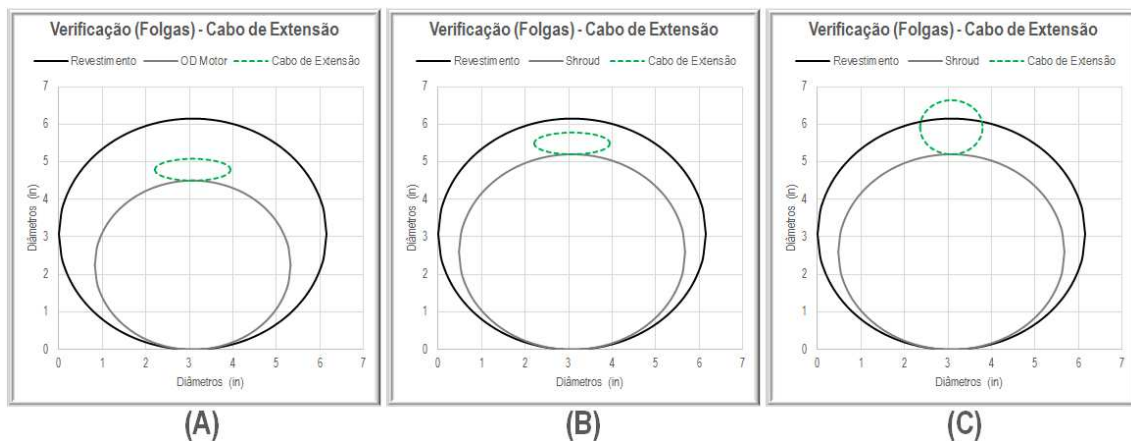 Verificação (Folgas) - Cabo de Extensão
Revestimento OD Motor Cabo de Extensão
Diâmetros (in)
7
6
5
4
3
2
1
0
0 1 2 3 4 5 6 7
Diâmetros (in)
(A)
Verificação (Folgas) - Cabo de Extensão
Revestimento Shroud Cabo de Extensão
Diâmetros (in)
7
6
5
4
3
2
1
0
0 1 2 3 4 5 6 7
Diâmetros (in)
(B)
Verificação (Folgas) - Cabo de Extensão
Revestimento Shroud Cabo de Extensão
Diâmetros (in)
7
6
5
4
3
2
1
0
0 1 2 3 4 5 6 7
Diâmetros (in)
(C)